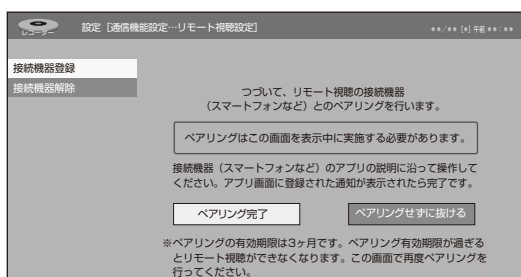 レコーダー 設定［通信機能設定…リモート視聴設定］ **/** [*] 午前**:**
接続機器登録
接続機器解除
つづいて、リモート視聴の接続機器
（スマートフォンなど）とのペアリングを行います。
ペアリングはこの画面を表示中に実施する必要があります。
接続機器（スマートフォンなど）のアプリの説明に沿って操作して
ください。アプリ画面に登録された通知が表示されたら完了です。
ペアリング完了 ペアリングせずに抜ける
※ペアリングの有効期限は3ヶ月です。ペアリング有効期限が過ぎる
とリモート視聴ができなくなります。この画面で再度ペアリングを
行ってください。